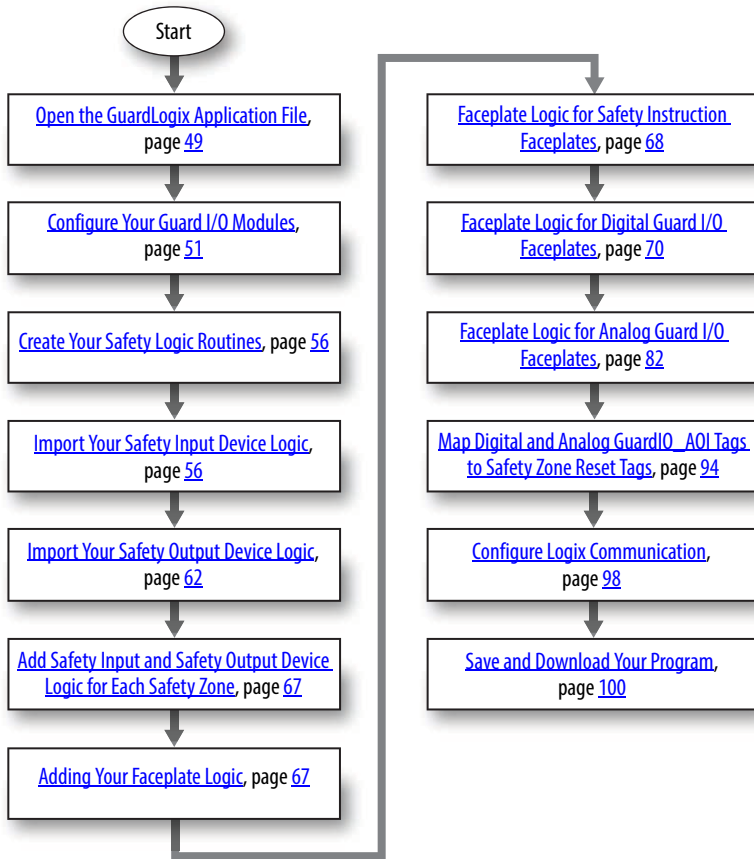 Start
Open the GuardLogix Application File,
page 49
Configure Your Guard I/O Modules,
page 51
Create Your Safety Logic Routines, page 56
Import Your Safety Input Device Logic,
page 56
Import Your Safety Output Device Logic,
page 62
Add Safety Input and Safety Output Device
Logic for Each Safety Zone, page 67
Adding Your Faceplate Logic, page 67
Faceplate Logic for Safety Instruction
Faceplates, page 68
Faceplate Logic for Digital Guard I/O
Faceplates, page 70
Faceplate Logic for Analog Guard I/O
Faceplates, page 82
Map Digital and Analog GuardIO_AOI Tags
to Safety Zone Reset Tags, page 94
Configure Logix Communication,
page 98
Save and Download Your Program,
page 100